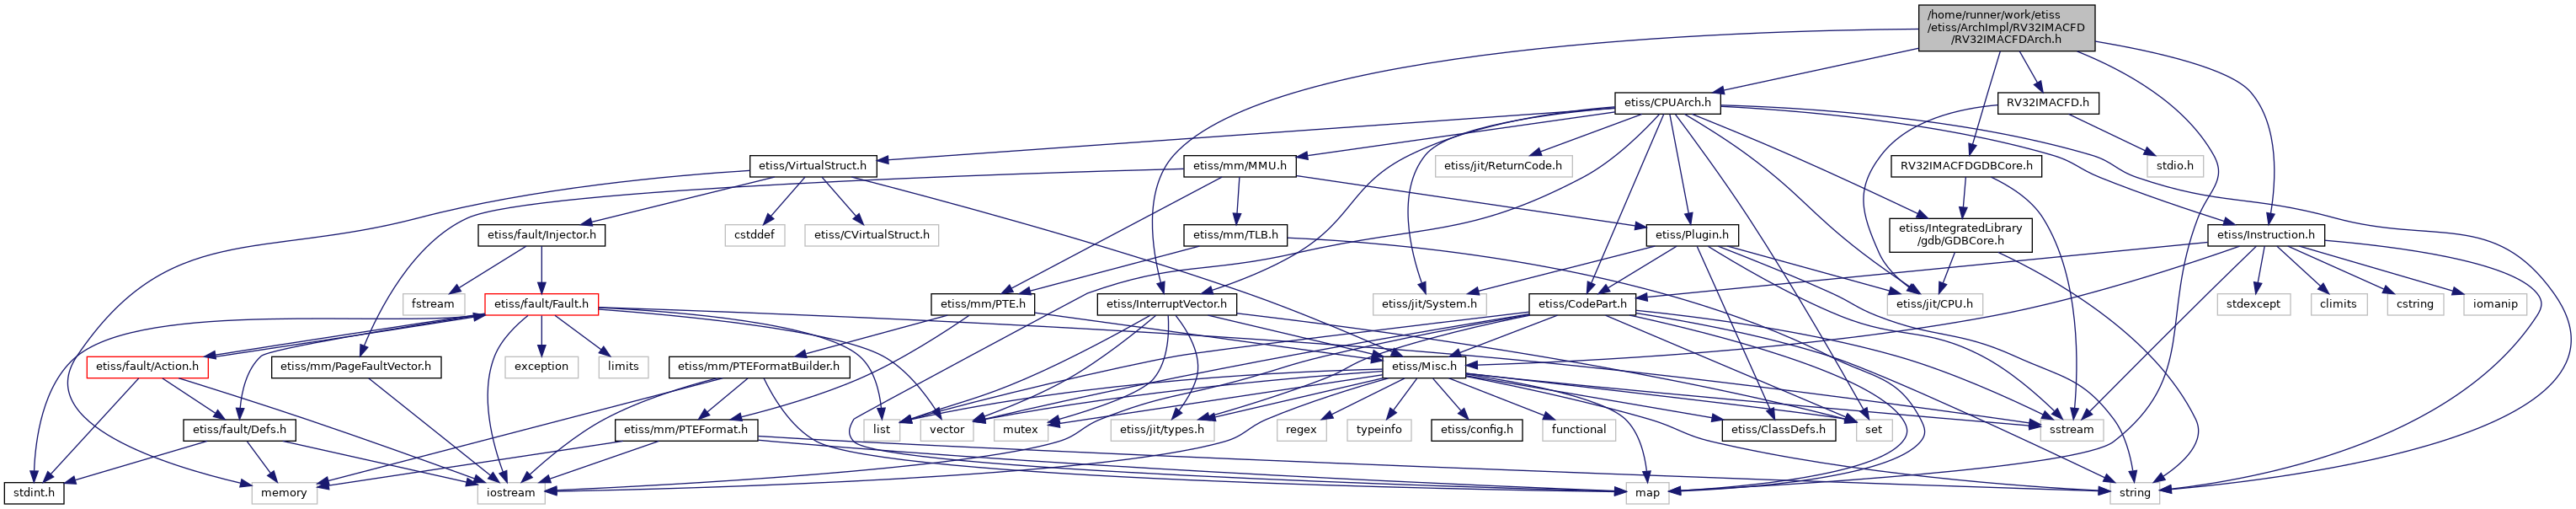 /home/runner/work/etiss
/etiss/ArchImpl/RV32IMACFD
/RV32IMACFDArch.h
etiss/CPUArch.h
RV32IMACFD.h
etiss/VirtualStruct.h
etiss/mm/MMU.h
etiss/jit/ReturnCode.h
RV32IMACFDGDBCore.h
stdio.h
etiss/fault/Injector.h
cstddef
etiss/CVirtualStruct.h
etiss/mm/TLB.h
etiss/Plugin.h
etiss/IntegratedLibrary
/gdb/GDBCore.h
etiss/Instruction.h
fstream
etiss/fault/Fault.h
etiss/mm/PTE.h
etiss/InterruptVector.h
etiss/jit/System.h
etiss/CodePart.h
etiss/jit/CPU.h
stdexcept
climits
cstring
iomanip
etiss/fault/Action.h
etiss/mm/PageFaultVector.h
exception
limits
etiss/mm/PTEFormatBuilder.h
etiss/Misc.h
etiss/fault/Defs.h
etiss/mm/PTEFormat.h
list
vector
mutex
etiss/jit/types.h
regex
typeinfo
etiss/config.h
functional
etiss/ClassDefs.h
set
sstream
stdint.h
memory
iostream
map
string